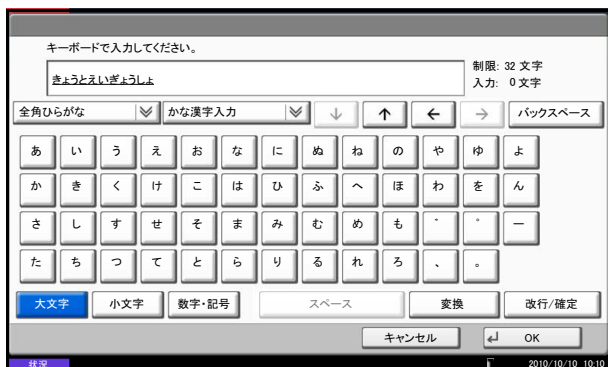 キーボードで入力してください。
制限: 32 文字
きょうとえいぎょうしょ
入力: 0 文字
全角ひらがな かな漢字入力 ↓ ↑ ← → バックスペース
あ い う え お な に ぬ ね の や ゆ よ
か き く け こ は ひ ふ へ ほ わ を ん
さ し す せ そ ま み む め も ゛ ゜ ー
た ち つ て と ら り る れ ろ 、 。
大文字 小文字 数字・記号 スペース 変換 改行/確定
キャンセル ↵ OK
状況 2010/10/10 10:10